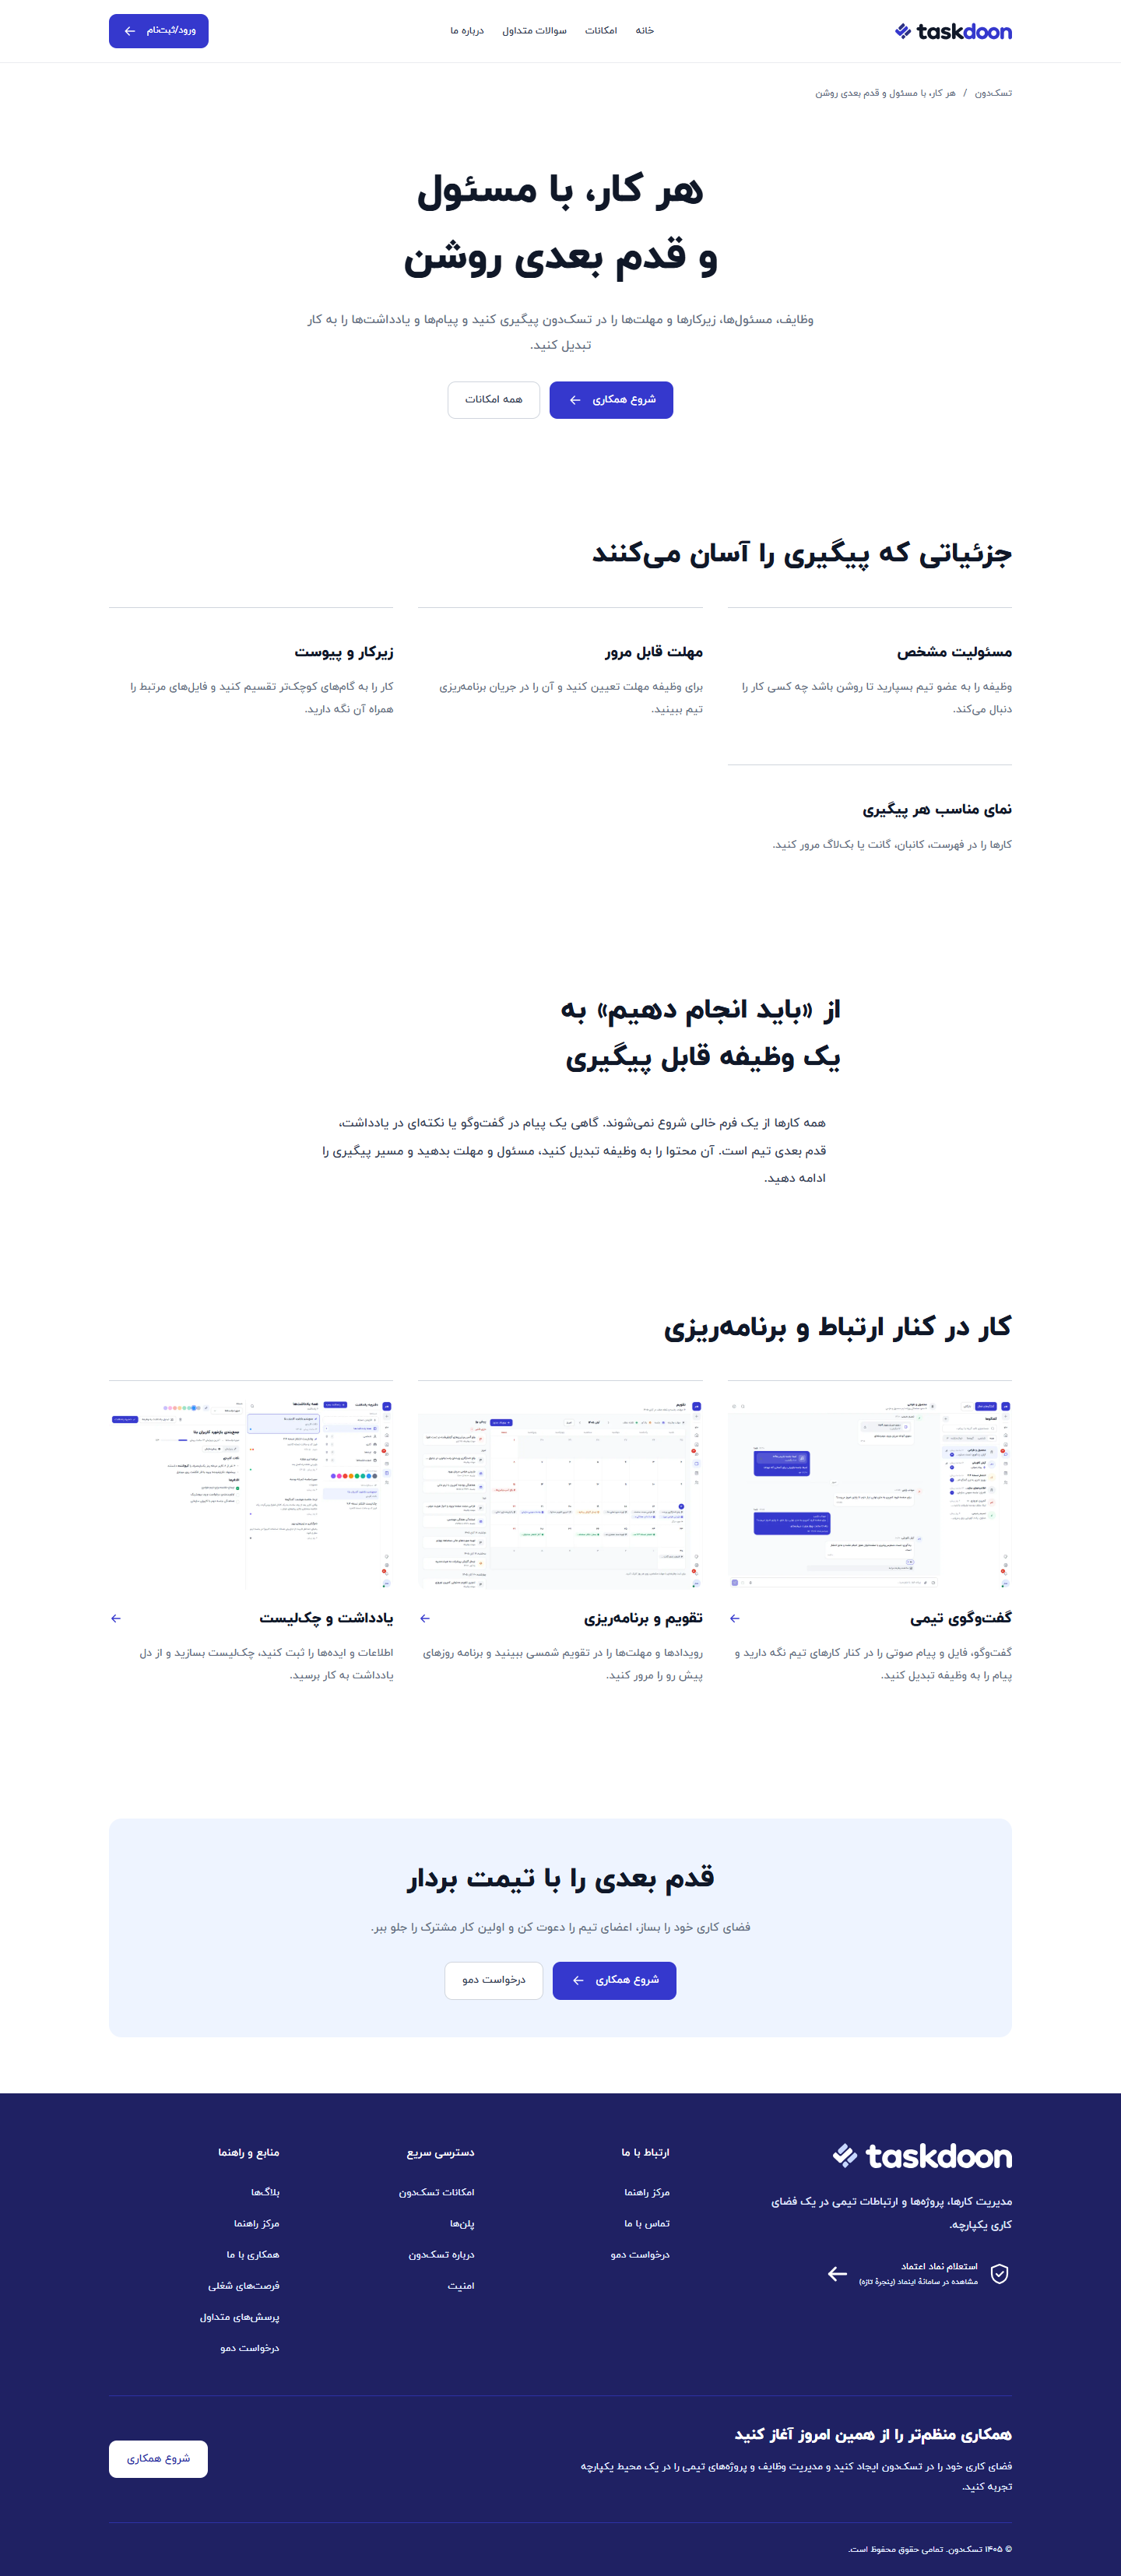 taskdoon
خانه
امکانات
سوالات متداول
درباره ما
ورود/ثبت‌نام
تسک‌دون / هر کار، با مسئول و قدم بعدی روشن
هر کار، با مسئول
و قدم بعدی روشن
وظایف، مسئول‌ها، زیرکارها و مهلت‌ها را در تسک‌دون پیگیری کنید و پیام‌ها و یادداشت‌ها را به کار
تبدیل کنید.
شروع همکاری
همه امکانات
جزئیاتی که پیگیری را آسان می‌کنند
مسئولیت مشخص
وظیفه را به عضو تیم بسپارید تا روشن باشد چه کسی کار را
دنبال می‌کند.
مهلت قابل مرور
برای وظیفه مهلت تعیین کنید و آن را در جریان برنامه‌ریزی
تیم ببینید.
زیرکار و پیوست
کار را به گام‌های کوچک‌تر تقسیم کنید و فایل‌های مرتبط را
همراه آن نگه دارید.
نمای مناسب هر پیگیری
کارها را در فهرست، کانبان، گانت یا بک‌لاگ مرور کنید.
از «باید انجام دهیم» به
یک وظیفه قابل پیگیری
همه کارها از یک فرم خالی شروع نمی‌شوند. گاهی یک پیام در گفت‌وگو یا نکته‌ای در یادداشت،
قدم بعدی تیم است. آن محتوا را به وظیفه تبدیل کنید، مسئول و مهلت بدهید و مسیر پیگیری را
ادامه دهید.
کار در کنار ارتباط و برنامه‌ریزی
گفت‌وگوی تیمی
گفت‌وگو، فایل و پیام صوتی را در کنار کارهای تیم نگه دارید و
پیام را به وظیفه تبدیل کنید.
تقویم و برنامه‌ریزی
رویدادها و مهلت‌ها را در تقویم شمسی ببینید و برنامه روزهای
پیش رو را مرور کنید.
یادداشت و چک‌لیست
اطلاعات و ایده‌ها را ثبت کنید، چک‌لیست بسازید و از دل
یادداشت به کار برسید.
قدم بعدی را با تیمت بردار
فضای کاری خود را بساز، اعضای تیم را دعوت کن و اولین کار مشترک را جلو ببر.
شروع همکاری
درخواست دمو
taskdoon
مدیریت کارها، پروژه‌ها و ارتباطات تیمی در یک فضای
کاری یکپارچه.
استعلام نماد اعتماد
مشاهده در سامانهٔ اینماد (پنجرهٔ تازه)
ارتباط با ما
مرکز راهنما
تماس با ما
درخواست دمو
دسترسی سریع
امکانات تسک‌دون
پلن‌ها
درباره تسک‌دون
امنیت
منابع و راهنما
بلاگ‌ها
مرکز راهنما
همکاری با ما
فرصت‌های شغلی
پرسش‌های متداول
درخواست دمو
همکاری منظم‌تر را از همین امروز آغاز کنید
فضای کاری خود را در تسک‌دون ایجاد کنید و مدیریت وظایف و پروژه‌های تیمی را در یک محیط یکپارچه
تجربه کنید.
شروع همکاری
© ۱۴۰۵ تسک‌دون. تمامی حقوق محفوظ است.